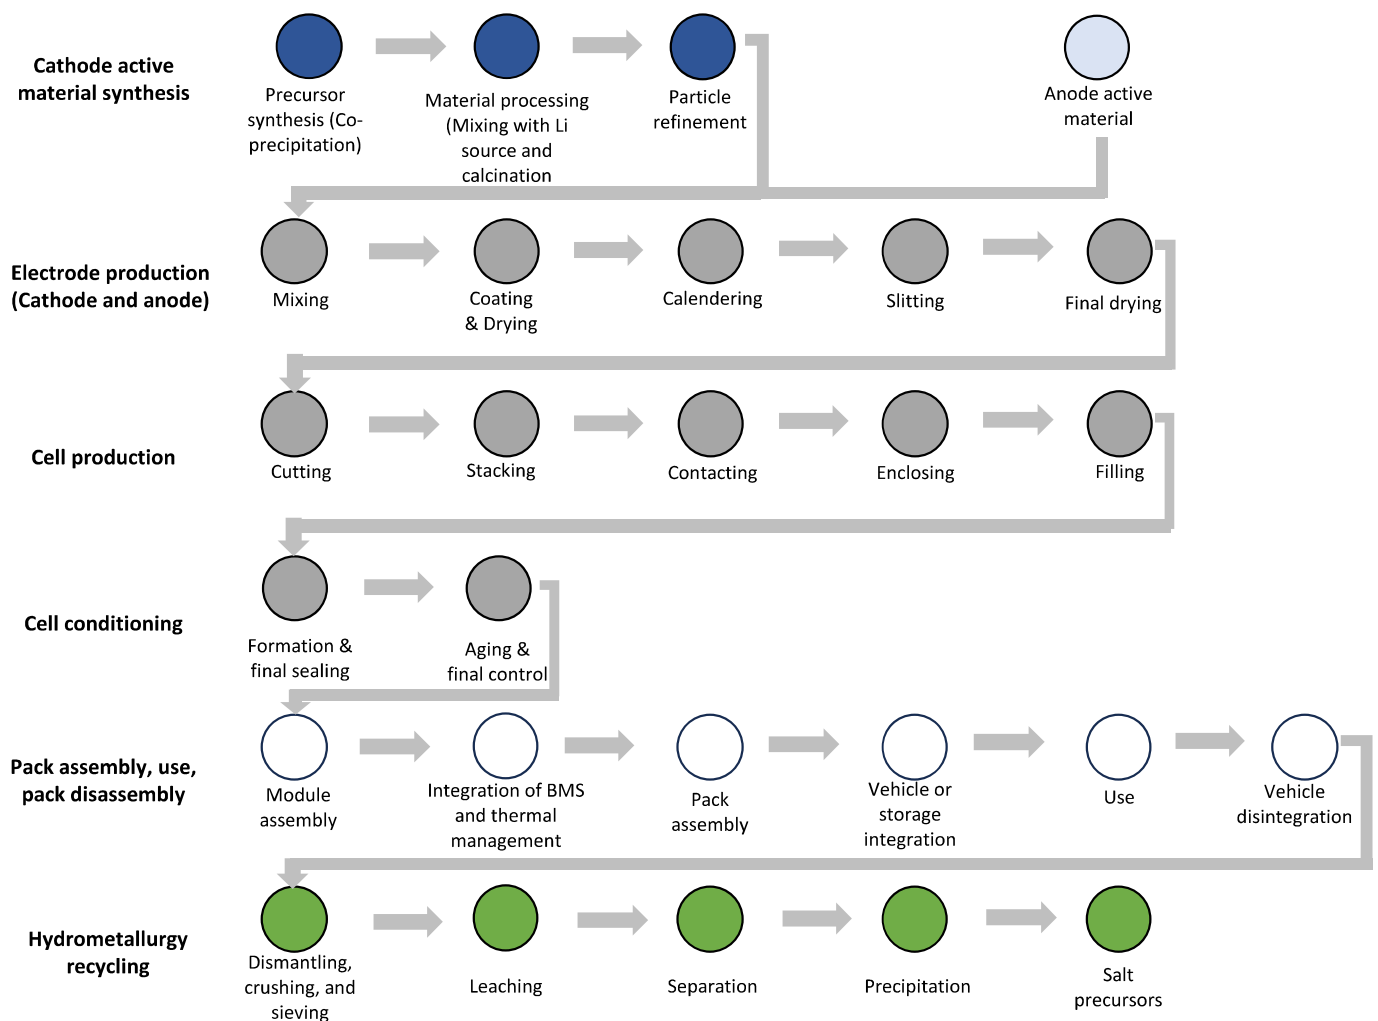 Cathode active
material synthesis
Precursor
synthesis (Co-
precipitation)
Material processing
(Mixing with Li
source and
calcination
Particle
refinement
Anode active
material
Electrode production
(Cathode and anode)
Mixing
Coating
& Drying
Calendering
Slitting
Final drying
Cell production
Cutting
Stacking
Contacting
Enclosing
Filling
Cell conditioning
Formation &
final sealing
Aging &
final control
Pack assembly, use,
pack disassembly
Module
assembly
Integration of BMS
and thermal
management
Pack
assembly
Vehicle or
storage
integration
Use
Vehicle
disintegration
Hydrometallurgy
recycling
Dismantling,
crushing, and
sieving
Leaching
Separation
Precipitation
Salt
precursors